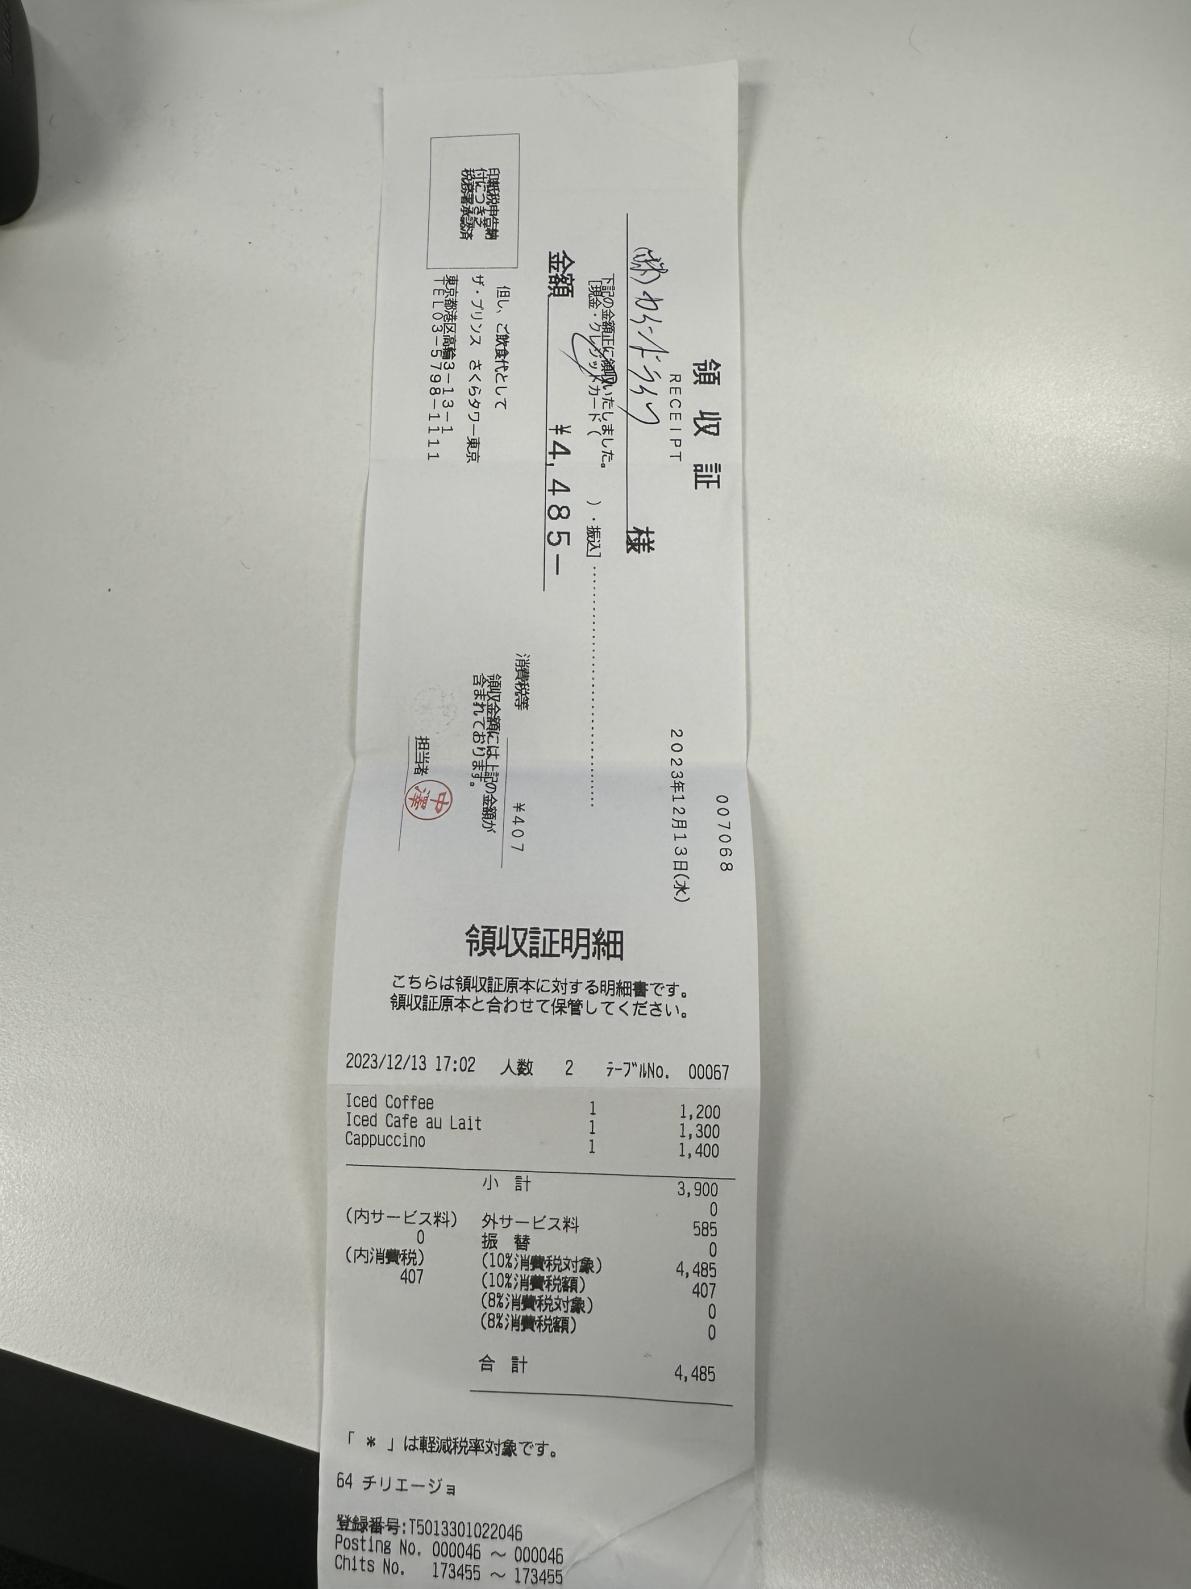 領収証
RECEIPT
007068
2023年12月13日(水)
(株)カインドライク 様
下記の金額正に領収いたしました。
[現金・クレジットカード( )・振込]
金額 ¥4,485-
消費税等 ¥407
領収金額には上記の金額が
含まれております。
但し、ご飲食代として
ザ・プリンス さくらタワー東京
東京都港区高輪3-13-1
TEL03-5798-1111
担当者 中澤
印紙税申告納
付につき芝
税務署承認済
領収証明細
こちらは領収証原本に対する明細書です。
領収証原本と合わせて保管してください。
2023/12/13 17:02 人数 2 テーブルNo. 00067
Iced Coffee 1 1,200
Iced Cafe au Lait 1 1,300
Cappuccino 1 1,400
小 計 3,900
0
(内サービス料) 外サービス料 585
0 振 替 0
(内消費税) (10%消費税対象) 4,485
407 (10%消費税額) 407
(8%消費税対象) 0
(8%消費税額) 0
合 計 4,485
「 * 」は軽減税率対象です。
64 チリエージョ
登録番号:T5013301022046
Posting No. 000046 ~ 000046
Chits No. 173455 ~ 173455